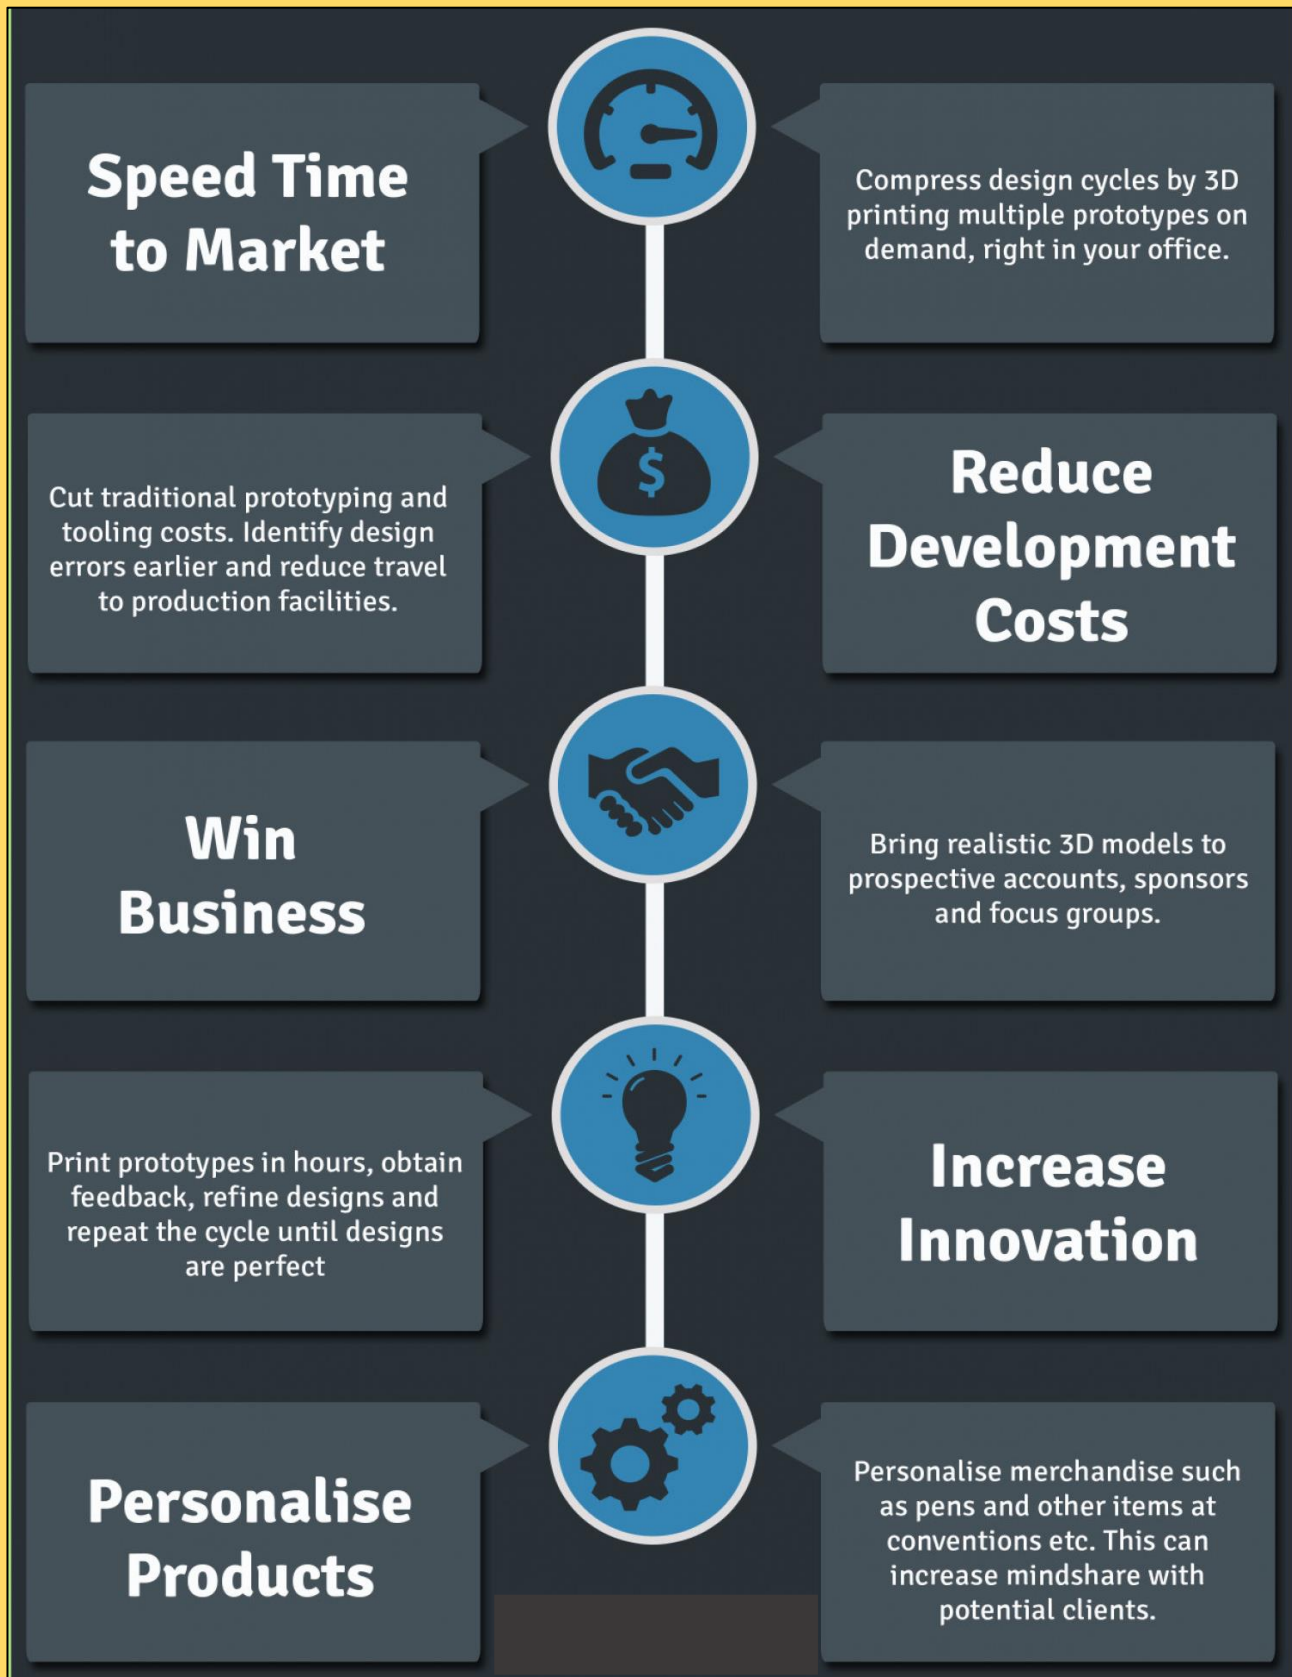 Speed Time
to Market
Compress design cycles by 3D
printing multiple prototypes on
demand, right in your office.
$
Cut traditional prototyping and
tooling costs. Identify design
errors earlier and reduce travel
to production facilities.
Reduce
Development
Costs
Win
Business
Bring realistic 3D models to
prospective accounts, sponsors
and focus groups.
Print prototypes in hours, obtain
feedback, refine designs and
repeat the cycle until designs
are perfect
Increase
Innovation
Personalise
Products
Personalise merchandise such
as pens and other items at
conventions etc. This can
increase mindshare with
potential clients.